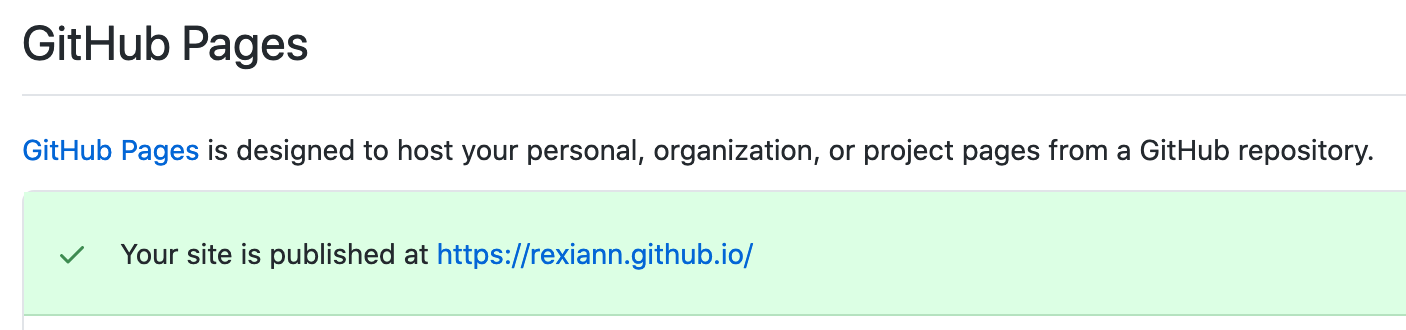 GitHub Pages
GitHub Pages is designed to host your personal, organization, or project pages from a GitHub repository.
Your site is published at https://rexiann.github.io/